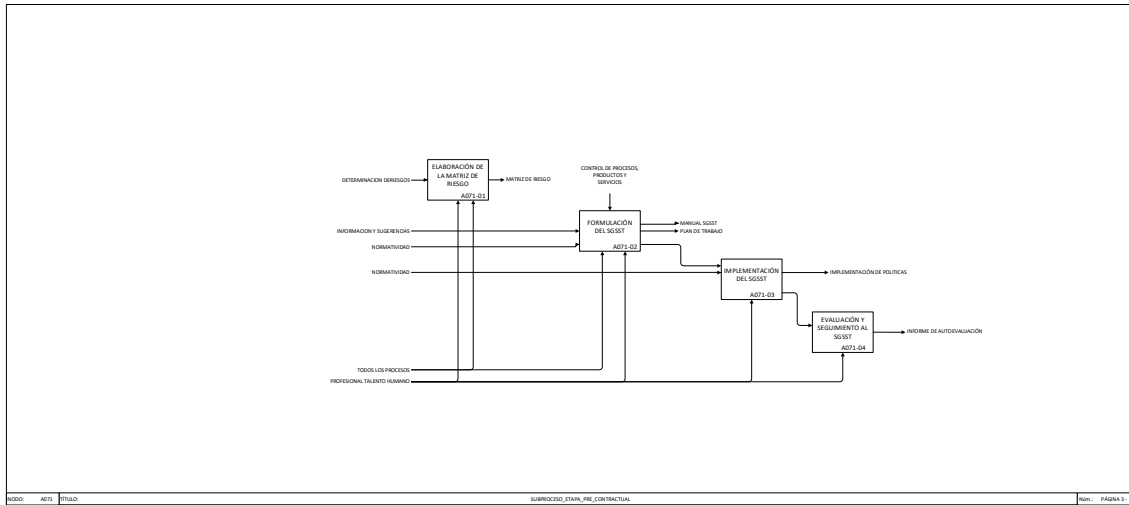 ELABORACIÓN DE
LA MATRIZ DE
RIESGO
A071-01
DETERMINACION DERIESGOS
MATRIZ DE RIESGO
CONTROL DE PROCESOS,
PRODUCTOS Y
SERVICIOS
FORMULACIÓN
DEL SGSST
A071-02
INFORMACION Y SUGERENCIAS
NORMATIVIDAD
MANUAL SGSST
PLAN DE TRABAJO
NORMATIVIDAD
IMPLEMENTACIÓN
DEL SGSST
A071-03
IMPLEMENTACIÓN DE POLITICAS
EVALUACIÓN Y
SEGUIMIENTO AL
SGSST
A071-04
INFORME DE AUTOEVALUACIÓN
TODOS LOS PROCESOS
PROFESIONAL TALENTO HUMANO
NODO: A071 TÍTULO: SUBPROCESO_ETAPA_PRE_CONTRACTUAL Núm.: PÁGINA 3 -